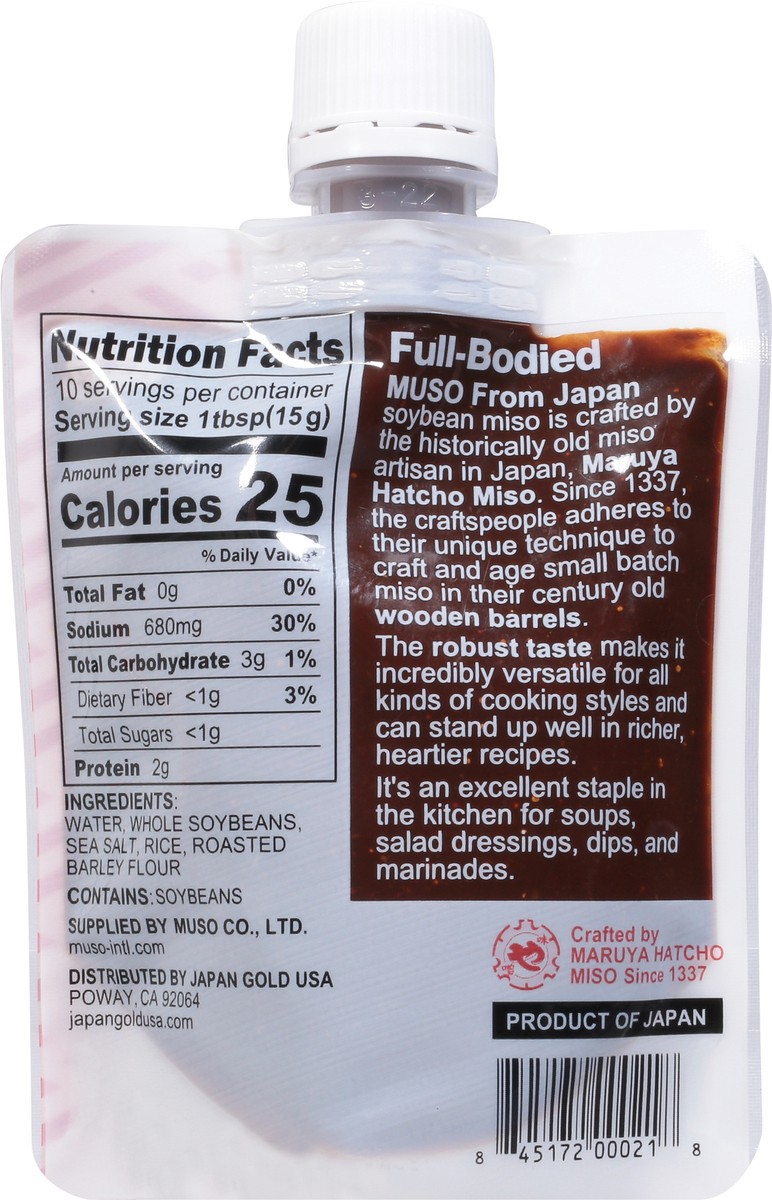 Nutrition Facts
10 servings per container
Serving size 1tbsp(15g)
Amount per serving
Calories 25
% Daily Value*
Total Fat 0g 0%
Sodium 680mg 30%
Total Carbohydrate 3g 1%
Dietary Fiber <1g 3%
Total Sugars <1g
Protein 2g
INGREDIENTS:
WATER, WHOLE SOYBEANS,
SEA SALT, RICE, ROASTED
BARLEY FLOUR
CONTAINS: SOYBEANS
SUPPLIED BY MUSO CO., LTD.
muso-intl.com
DISTRIBUTED BY JAPAN GOLD USA
POWAY, CA 92064
japangoldusa.com
Full-Bodied
MUSO From Japan
soybean miso is crafted by
the historically old miso
artisan in Japan, Maruya
Hatcho Miso. Since 1337,
the craftspeople adheres to
their unique technique to
craft and age small batch
miso in their century old
wooden barrels.
The robust taste makes it
incredibly versatile for all
kinds of cooking styles and
can stand up well in richer,
heartier recipes.
It's an excellent staple in
the kitchen for soups,
salad dressings, dips, and
marinades.
Crafted by
MARUYA HATCHO
MISO Since 1337
PRODUCT OF JAPAN
8 45172 00021 8